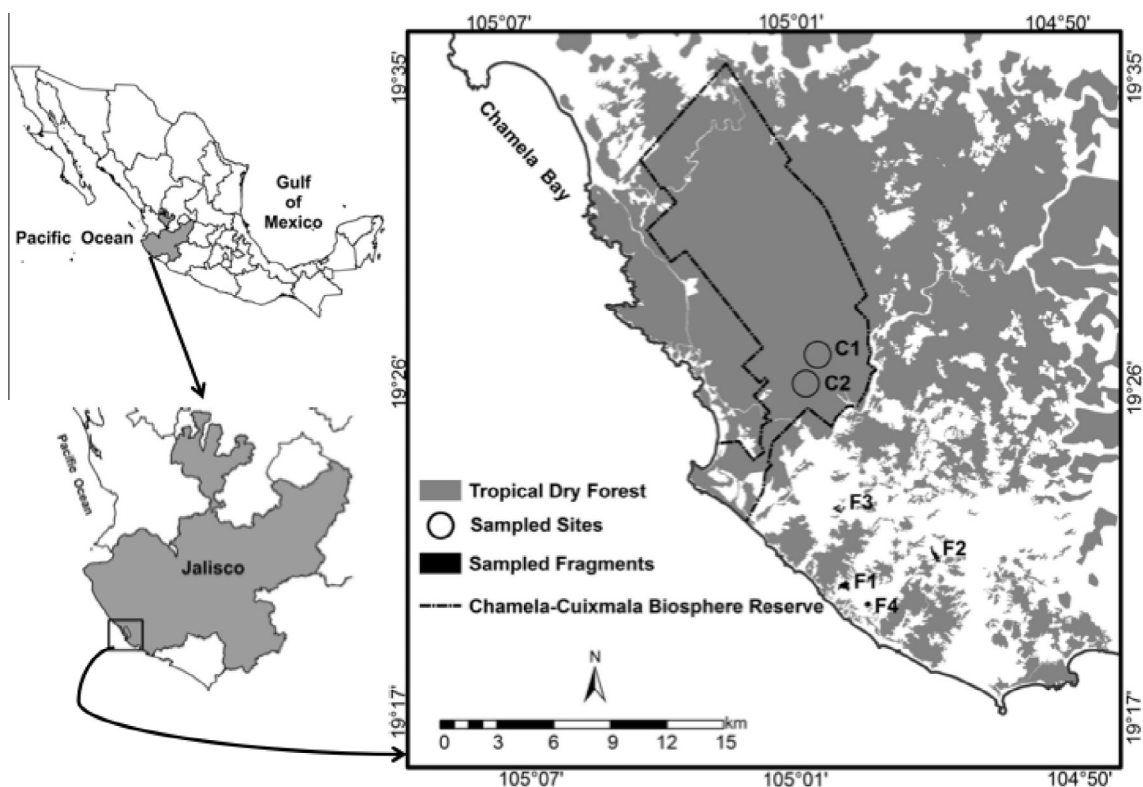 Gulf
of
Mexico
Pacific Ocean
Pacific Ocean
Jalisco
105°07'
105°01'
104°50'
19°35'
19°35'
Chamela Bay
C1
C2
19°26'
19°26'
F3
F2
F1
F4
Tropical Dry Forest
Sampled Sites
Sampled Fragments
Chamela-Cuixmala Biosphere Reserve
N
km
0 3 6 9 12 15
19°17'
19°17'
105°07'
105°01'
104°50'